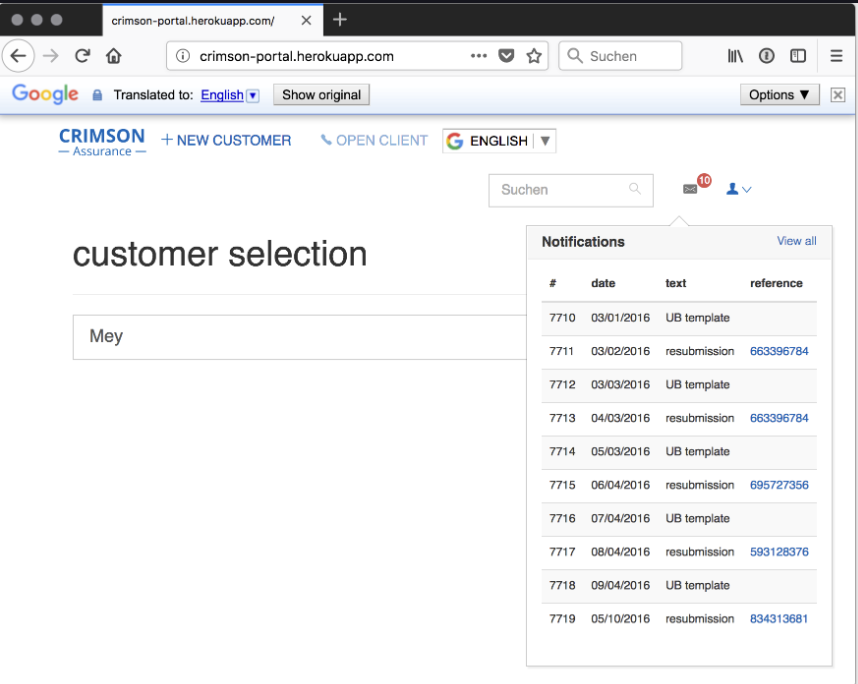 crimson-portal.herokuapp.com/
crimson-portal.herokuapp.com
Suchen
Google Translated to: English Show original Options ▼
CRIMSON
Assurance
+ NEW CUSTOMER OPEN CLIENT G ENGLISH ▼
Suchen 10
customer selection
Mey
Notifications View all
# date text reference
7710 03/01/2016 UB template
7711 03/02/2016 resubmission 663396784
7712 03/03/2016 UB template
7713 04/03/2016 resubmission 663396784
7714 05/03/2016 UB template
7715 06/04/2016 resubmission 695727356
7716 07/04/2016 UB template
7717 08/04/2016 resubmission 593128376
7718 09/04/2016 UB template
7719 05/10/2016 resubmission 834313681